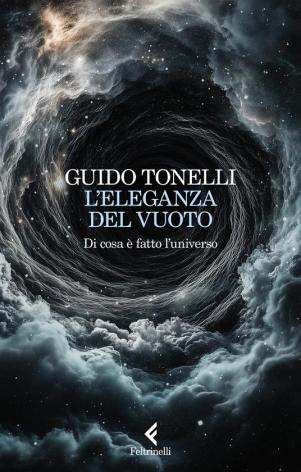 GUIDO TONELLI
L'ELEGANZA
DEL VUOTO
Di cosa è fatto l'universo
Feltrinelli